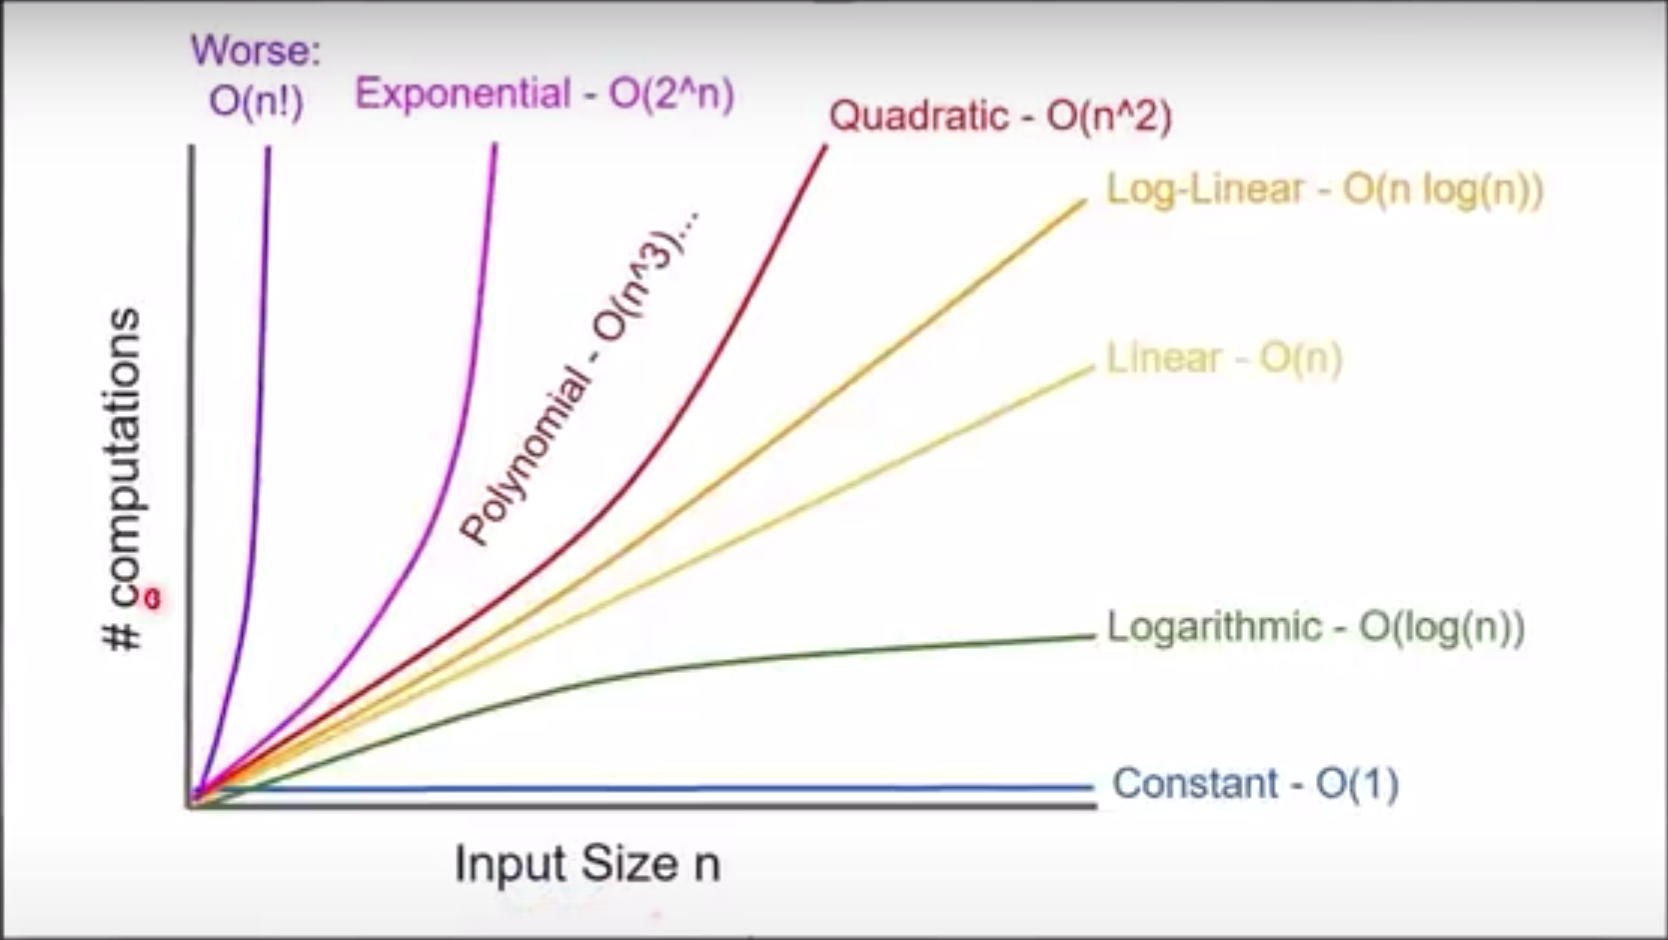 Worse:
O(n!)
Exponential - O(2^n)
Quadratic - O(n^2)
Log-Linear - O(n log(n))
Polynomial - O(n^3)...
Linear - O(n)
# computations
Logarithmic - O(log(n))
Constant - O(1)
Input Size n